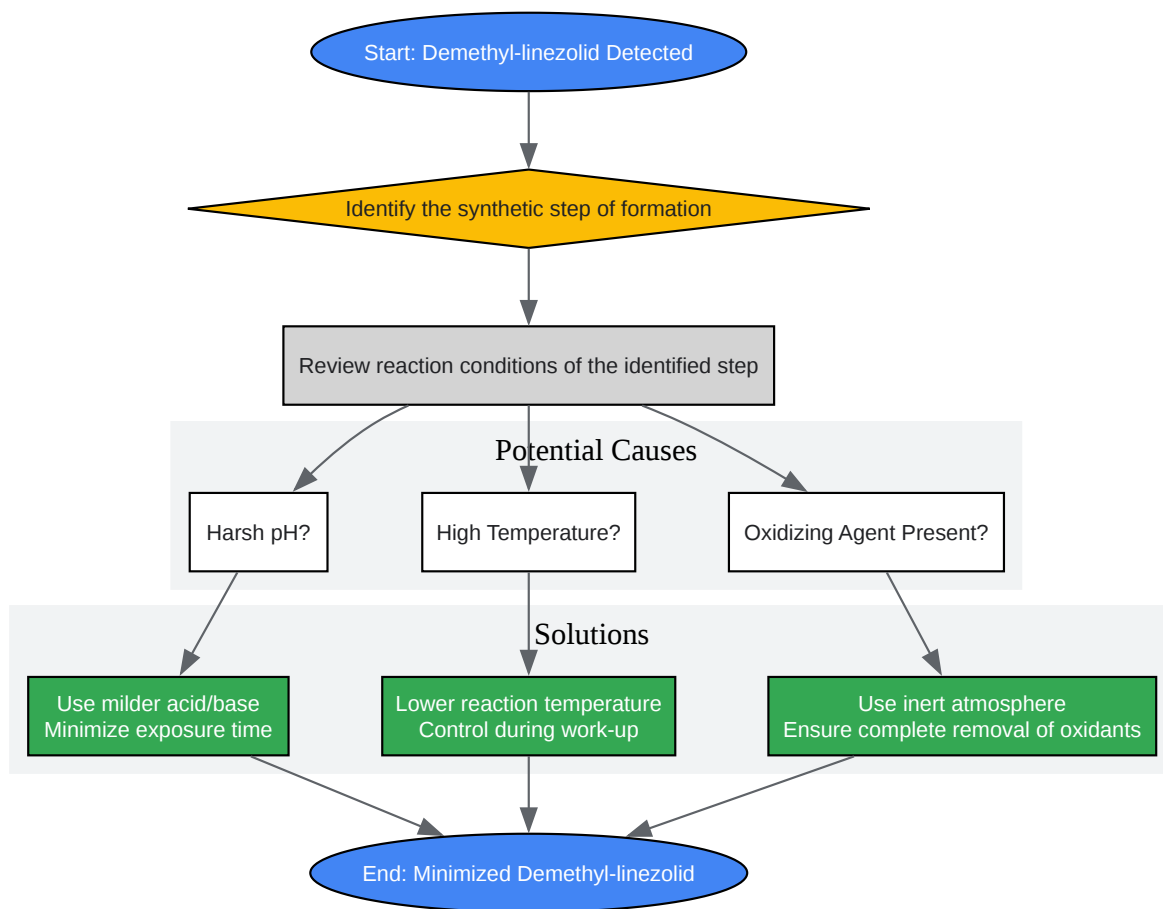 Start: Demethyl-linezolid Detected
Identify the synthetic step of formation
Review reaction conditions of the identified step
Potential Causes
Harsh pH?
High Temperature?
Oxidizing Agent Present?
Solutions
Use milder acid/base
Minimize exposure time
Lower reaction temperature
Control during work-up
Use inert atmosphere
Ensure complete removal of oxidants
End: Minimized Demethyl-linezolid